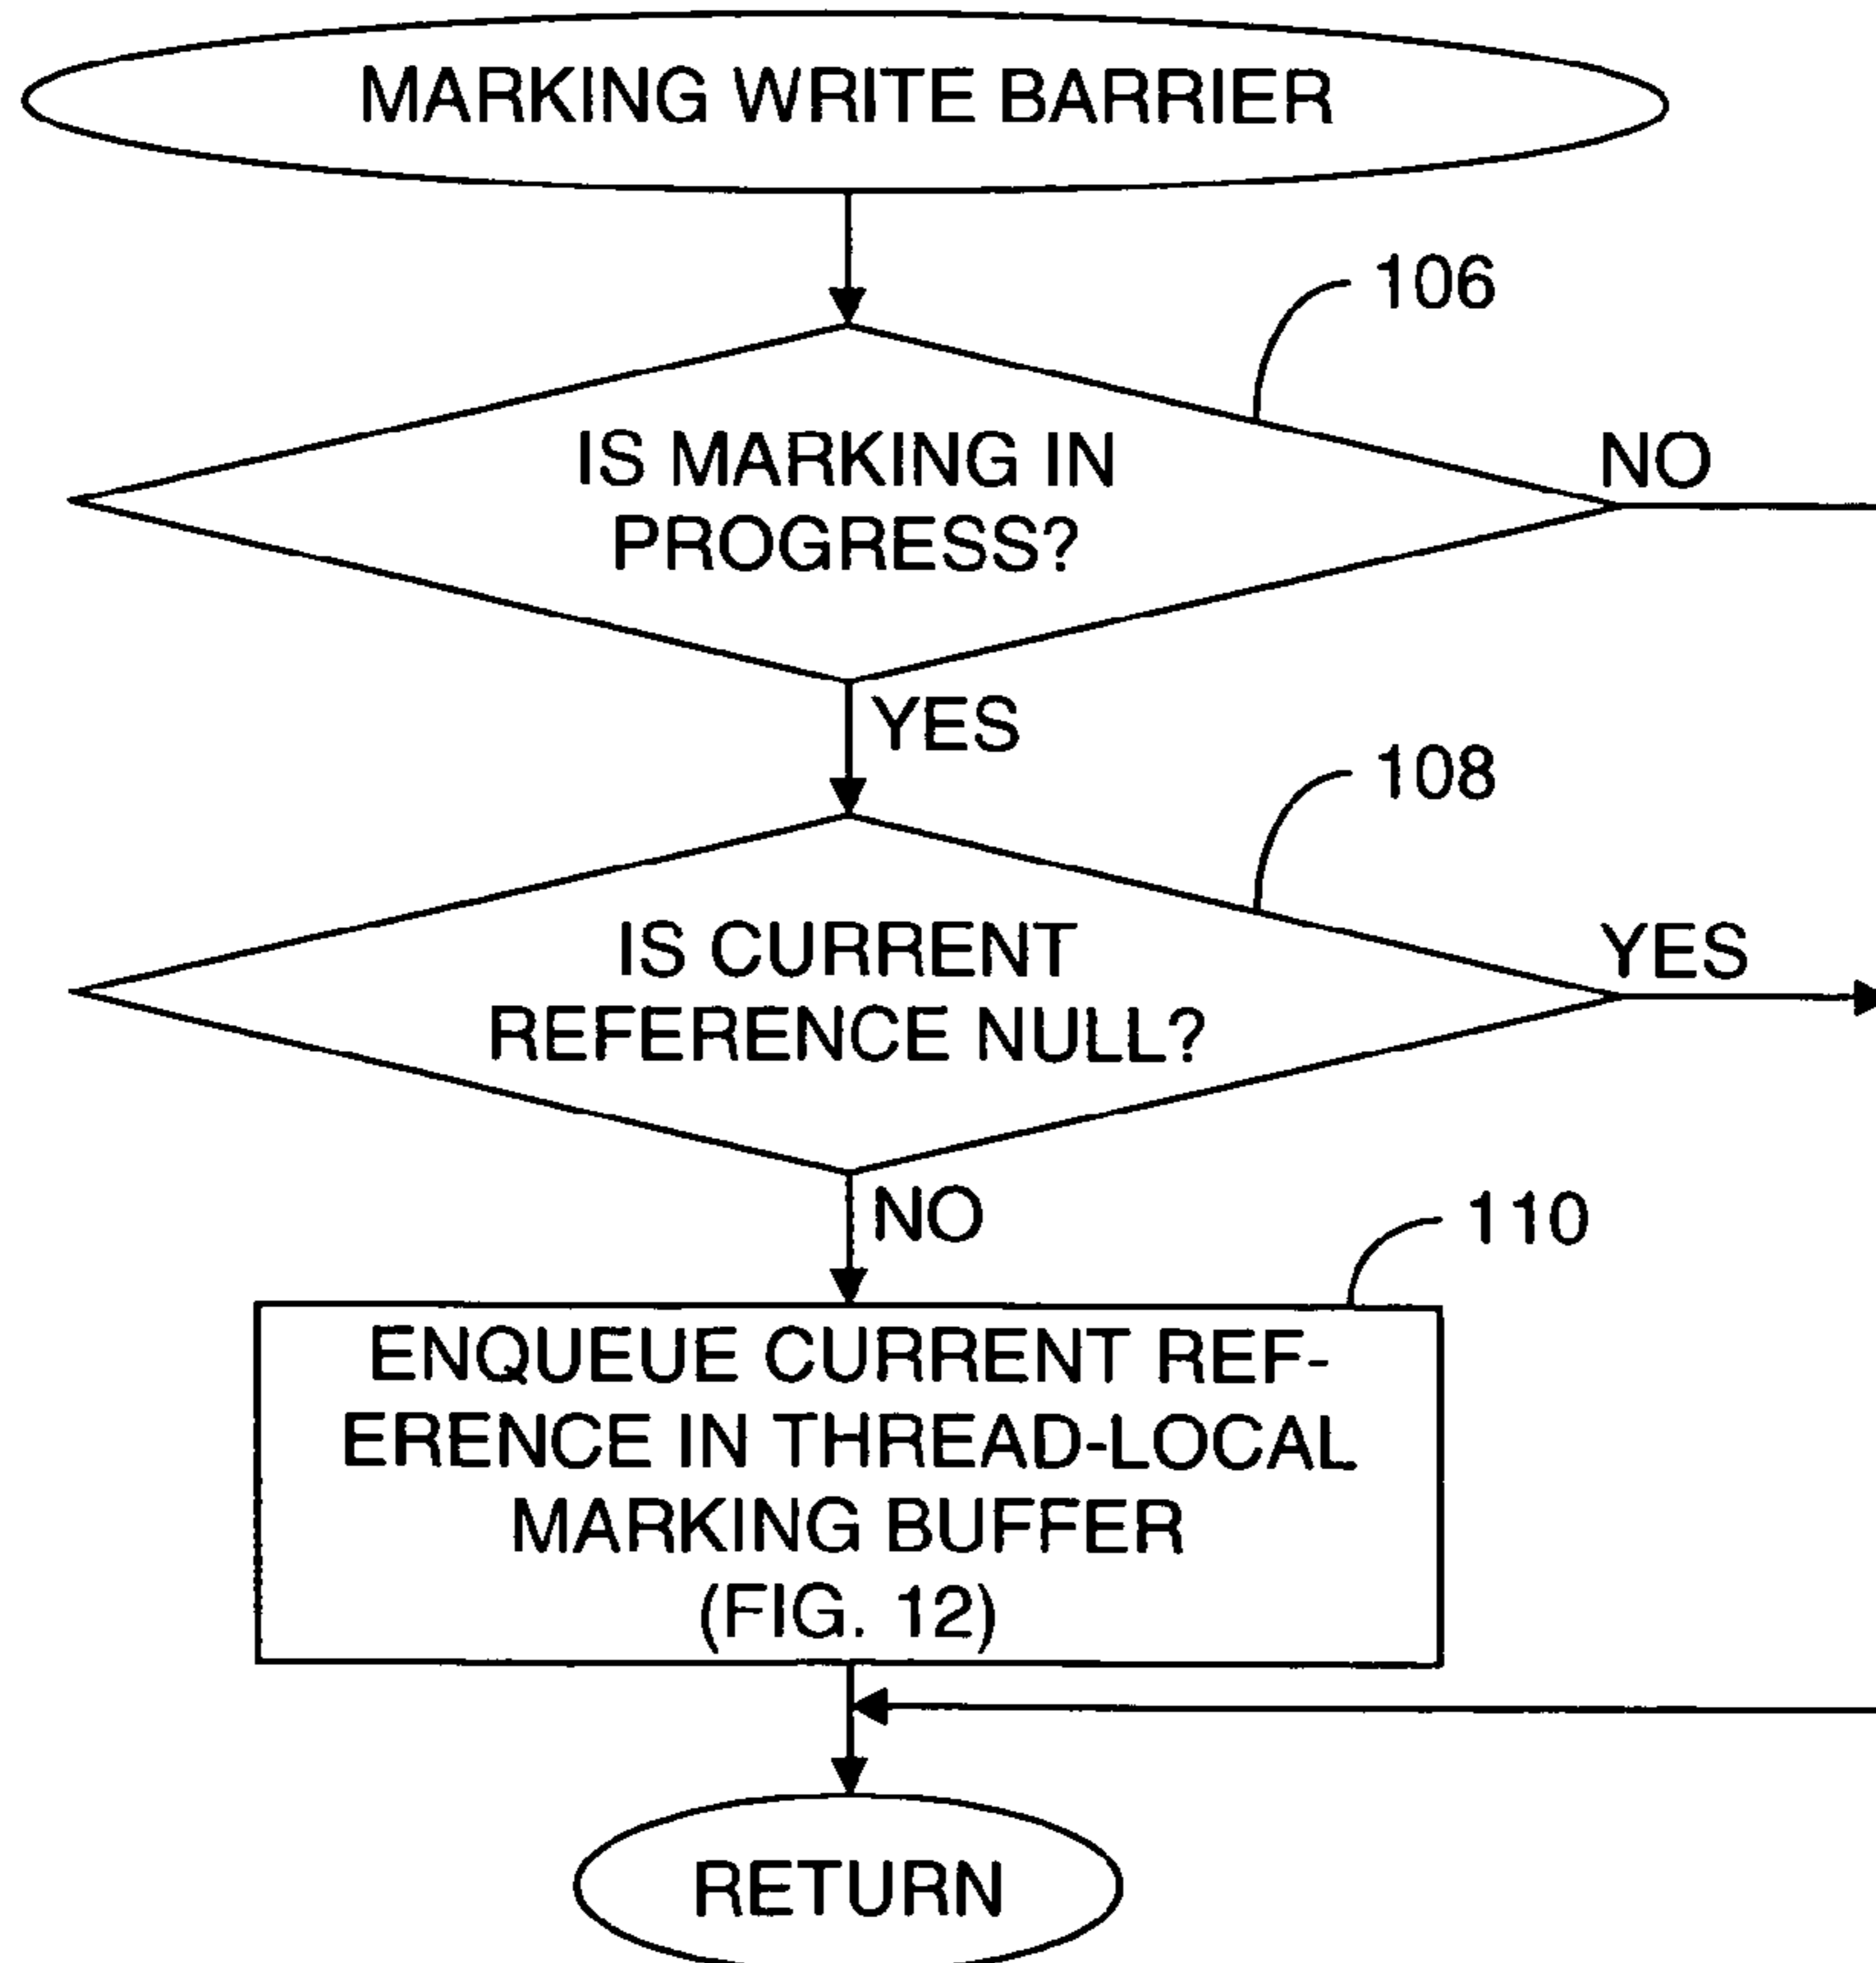 MARKING WRITE BARRIER
106
IS MARKING IN
PROGRESS?
NO
YES
108
IS CURRENT
REFERENCE NULL?
YES
NO
110
ENQUEUE CURRENT REF-
ERENCE IN THREAD-LOCAL
MARKING BUFFER
(FIG. 12)
RETURN